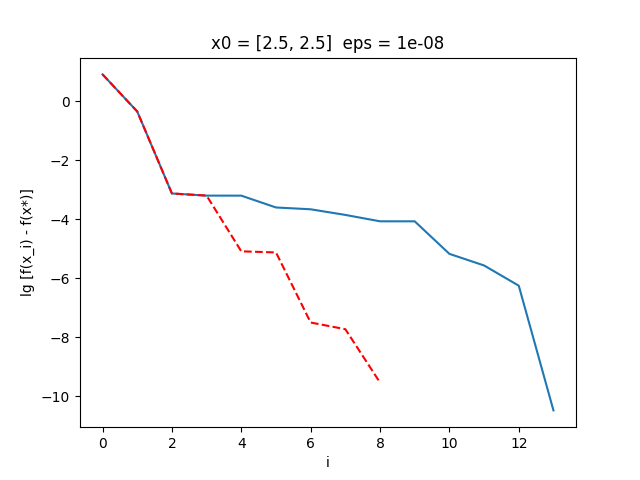 x0 = [2.5, 2.5]  eps = 1e-08
lg [f(x_i) - f(x*)]
0
−2
−4
−6
−8
−10
0 2 4 6 8 10 12
i